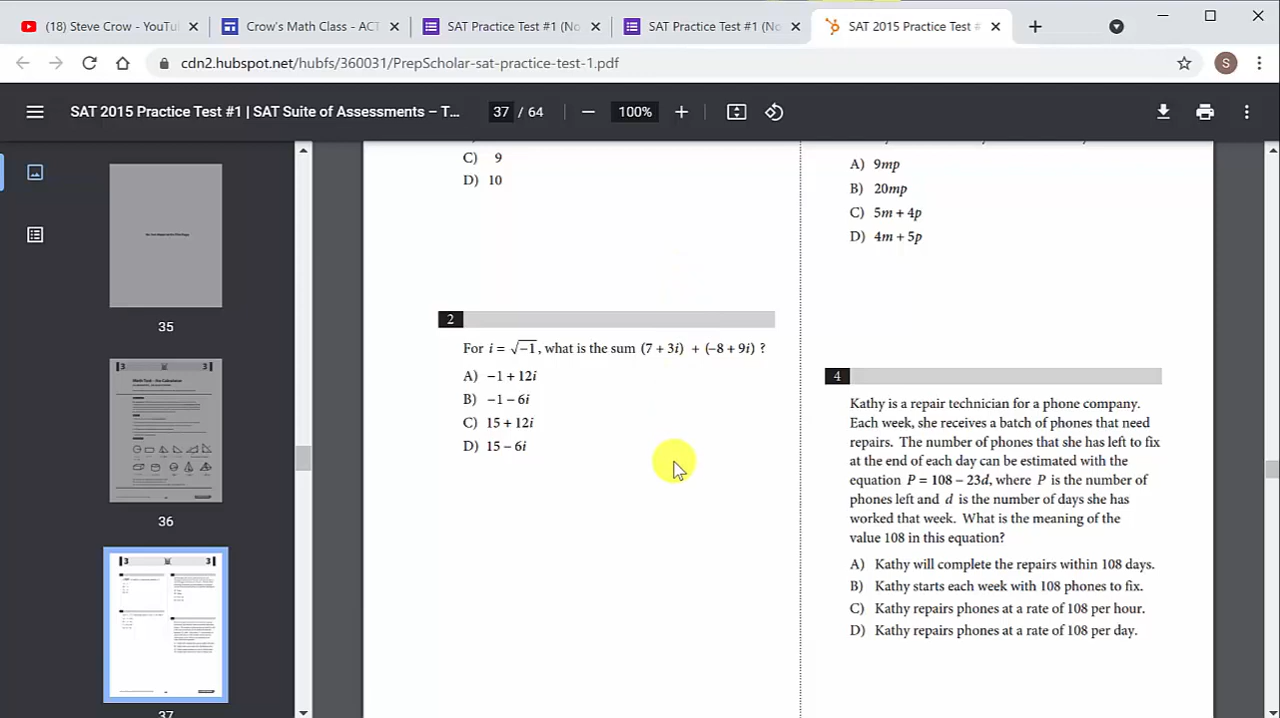 (18) Steve Crow - YouTu
Crow's Math Class - ACT
SAT Practice Test #1 (No
SAT Practice Test #1 (No
SAT 2015 Practice Test #
cdn2.hubspot.net/hubfs/360031/PrepScholar-sat-practice-test-1.pdf
S
SAT 2015 Practice Test #1 | SAT Suite of Assessments – T...
37 / 64
100%
35
36
37
3
3
Math Test – No Calculator
3
3
C) 9
D) 10
2
For i = √−1, what is the sum (7 + 3i) + (−8 + 9i) ?
A) −1 + 12i
B) −1 − 6i
C) 15 + 12i
D) 15 − 6i
A) 9mp
B) 20mp
C) 5m + 4p
D) 4m + 5p
4
Kathy is a repair technician for a phone company.
Each week, she receives a batch of phones that need
repairs. The number of phones that she has left to fix
at the end of each day can be estimated with the
equation P = 108 − 23d, where P is the number of
phones left and d is the number of days she has
worked that week. What is the meaning of the
value 108 in this equation?
A) Kathy will complete the repairs within 108 days.
B) Kathy starts each week with 108 phones to fix.
C) Kathy repairs phones at a rate of 108 per hour.
D) Kathy repairs phones at a rate of 108 per day.